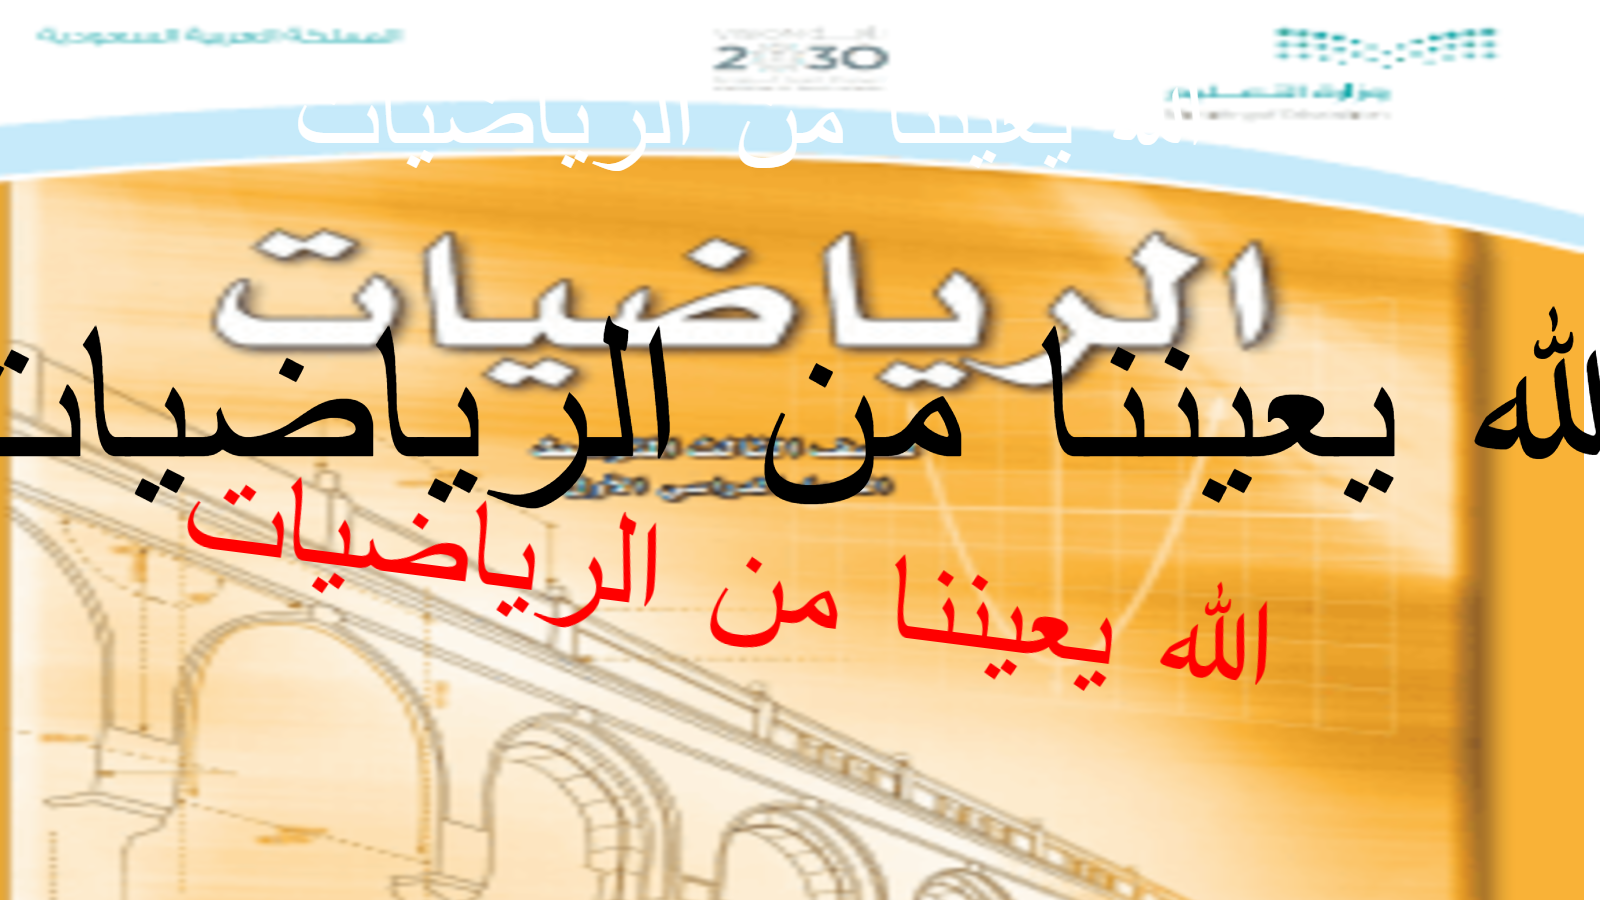 المملكة العربية السعودية
2030
وزارة التعليم
الله يعيننا من الرياضيات
الرياضيات
الله يعيننا من الرياضيات
الله يعيننا من الرياضيات